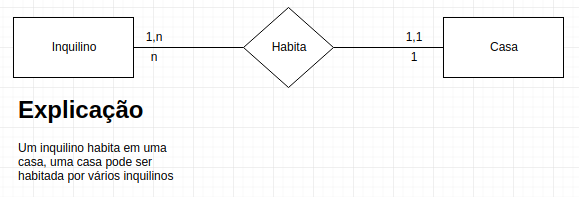 Inquilino
1,n
n
Habita
1,1
1
Casa
Explicação
Um inquilino habita em uma
casa, uma casa pode ser
habitada por vários inquilinos